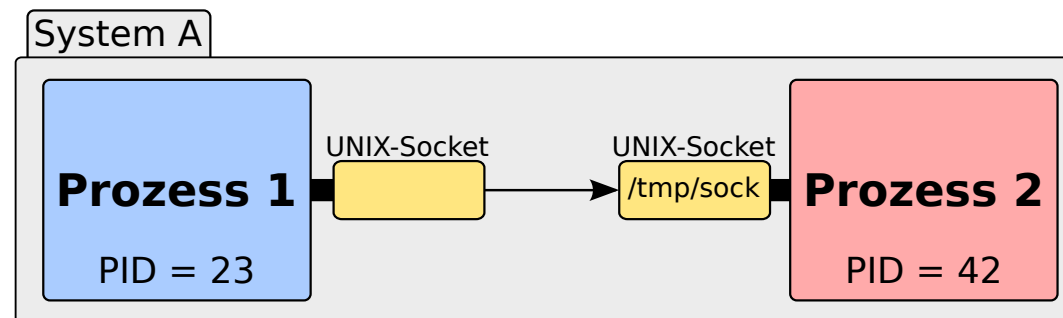 System A
UNIX-Socket
UNIX-Socket
Prozess 1
/tmp/sock
Prozess 2
PID = 23
PID = 42